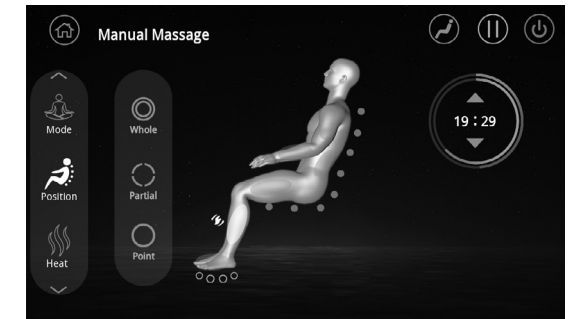 Manual Massage
19:29
Mode
Whole
Position
Partial
Heat
Point